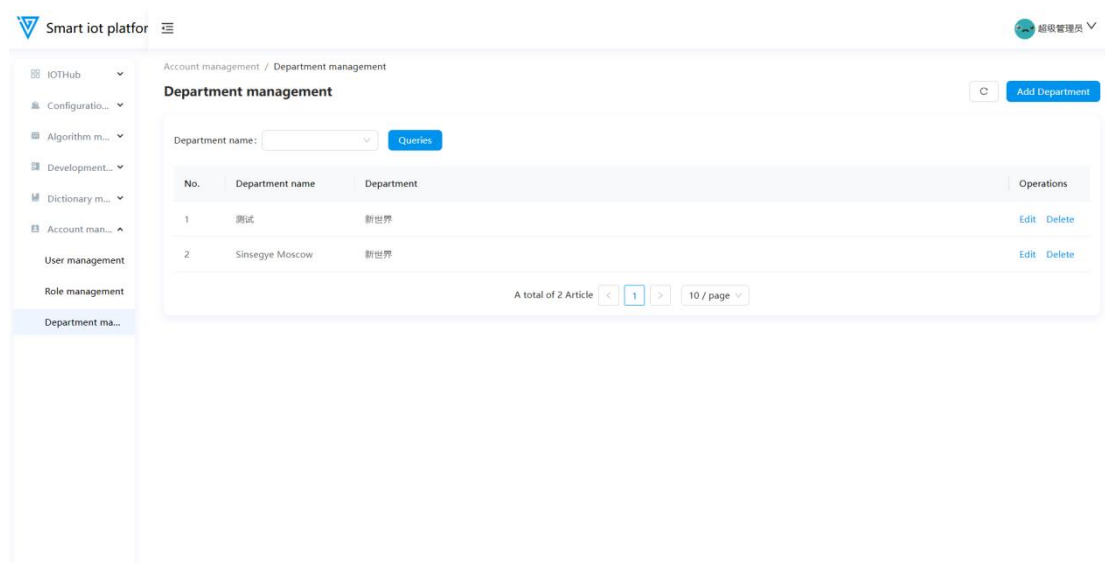 Smart iot platfor
超级管理员
IOTHub
Configuratio...
Algorithm m...
Development...
Dictionary m...
Account man...
User management
Role management
Department ma...
Account management / Department management
Department management
Add Department
Department name:
Queries
No. Department name Department Operations
1 测试 新世界 Edit Delete
2 Sinsegye Moscow 新世界 Edit Delete
A total of 2 Article < 1 > 10 / page